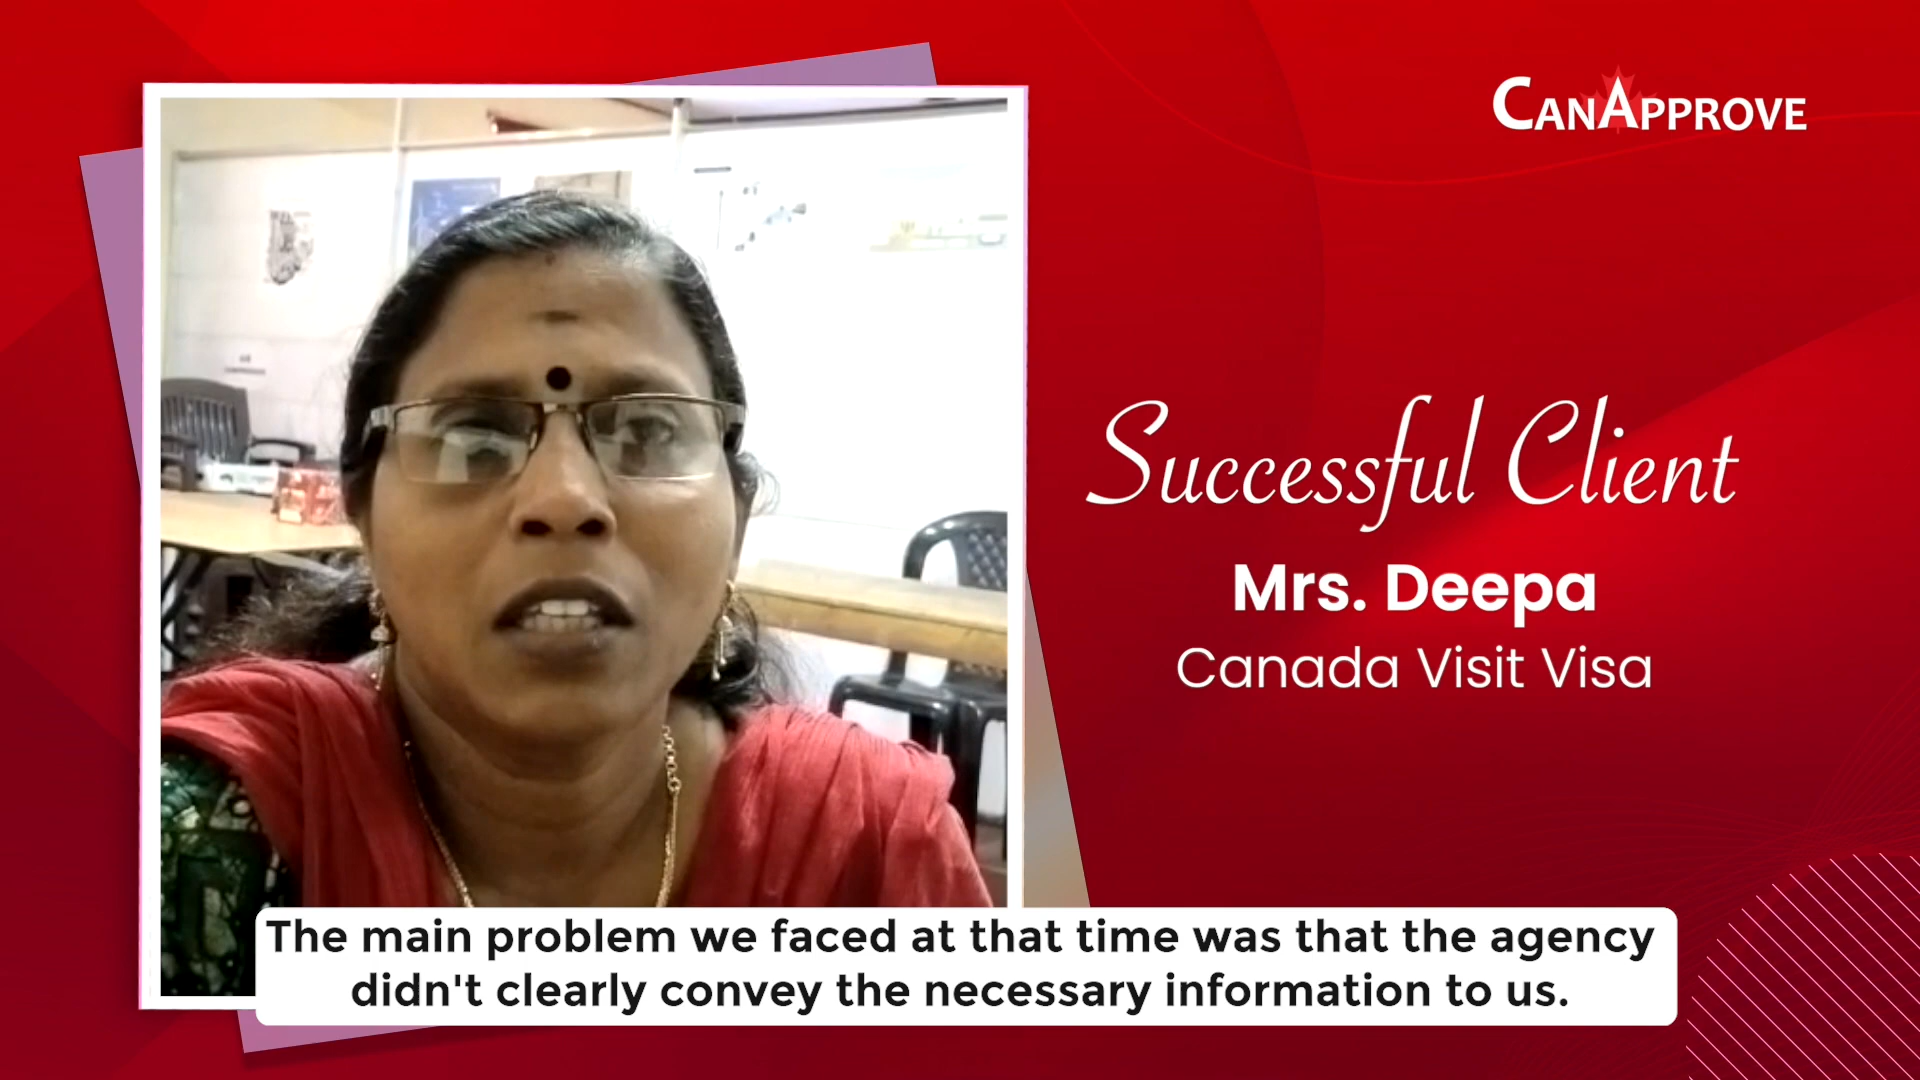 CANAPPROVE
Successful Client
Mrs. Deepa
Canada Visit Visa
The main problem we faced at that time was that the agency
didn't clearly convey the necessary information to us.